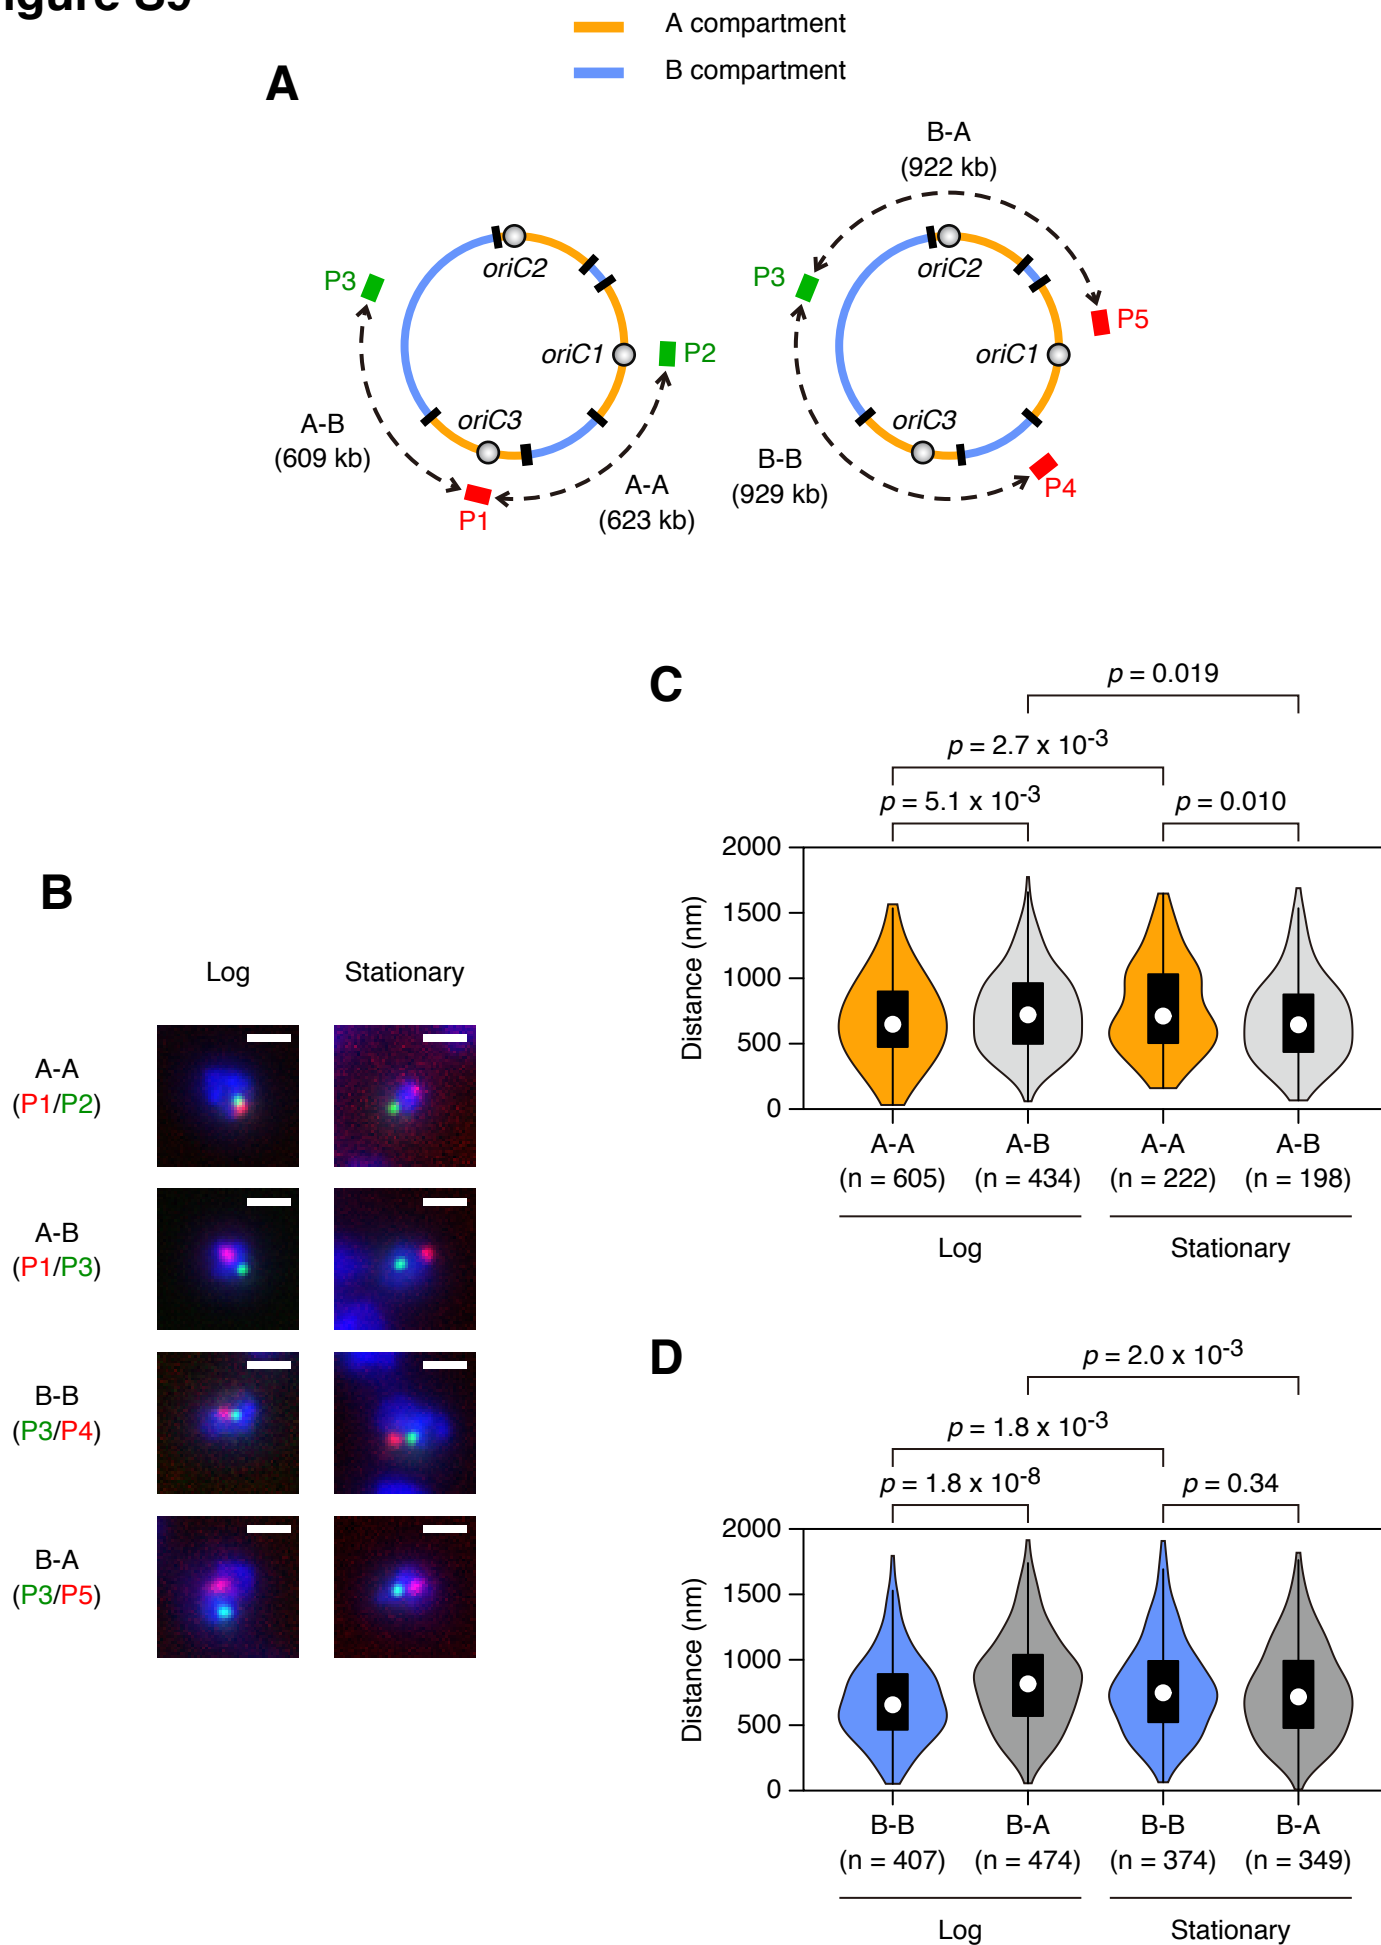 A compartment
B compartment
A
B-A
(922 kb)
oriC2
oriC2
P3
P3
P5
oriC1
P2
oriC1
oriC3
oriC3
A-B
(609 kb)
B-B
(929 kb)
A-A
(623 kb)
P4
P1
C
p = 0.019
p = 2.7 x 10-3
p = 5.1 x 10-3
p = 0.010
2000
1500
1000
500
0
Distance (nm)
A-A
A-B
A-A
A-B
(n = 605)
(n = 434)
(n = 222)
(n = 198)
Log
Stationary
B
Log
Stationary
A-A
(P1/P2)
A-B
(P1/P3)
B-B
(P3/P4)
B-A
(P3/P5)
D
p = 2.0 x 10-3
p = 1.8 x 10-3
p = 1.8 x 10-8
p = 0.34
2000
1500
1000
500
0
Distance (nm)
B-B
B-A
B-B
B-A
(n = 407)
(n = 474)
(n = 374)
(n = 349)
Log
Stationary